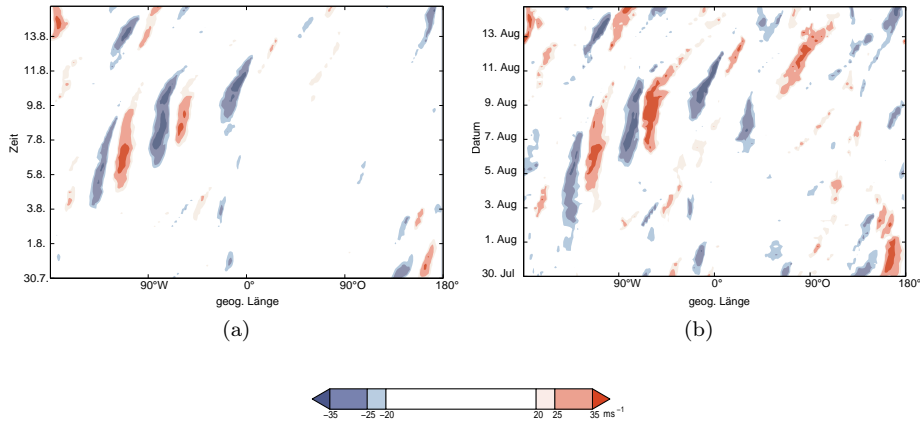 13.8.
11.8.
9.8.
7.8.
5.8.
3.8.
1.8.
30.7.
Zeit
90°W 0° 90°O 180°
geog. Länge
(a)
13. Aug
11. Aug
9. Aug
7. Aug
5. Aug
3. Aug
1. Aug
30. Jul
Datum
90°W 0° 90°O 180°
geog. Länge
(b)
−35 −25 −20 20 25 35 ms⁻¹